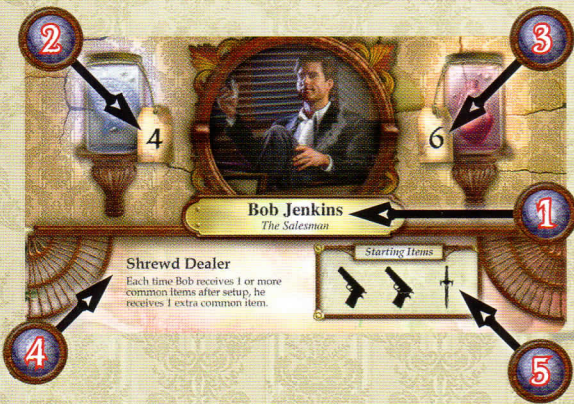 2
3
4
6
Bob Jenkins
1
The Salesman
Shrewd Dealer
Each time Bob receives 1 or more
common items after setup, he
receives 1 extra common item.
Starting Items
4
5